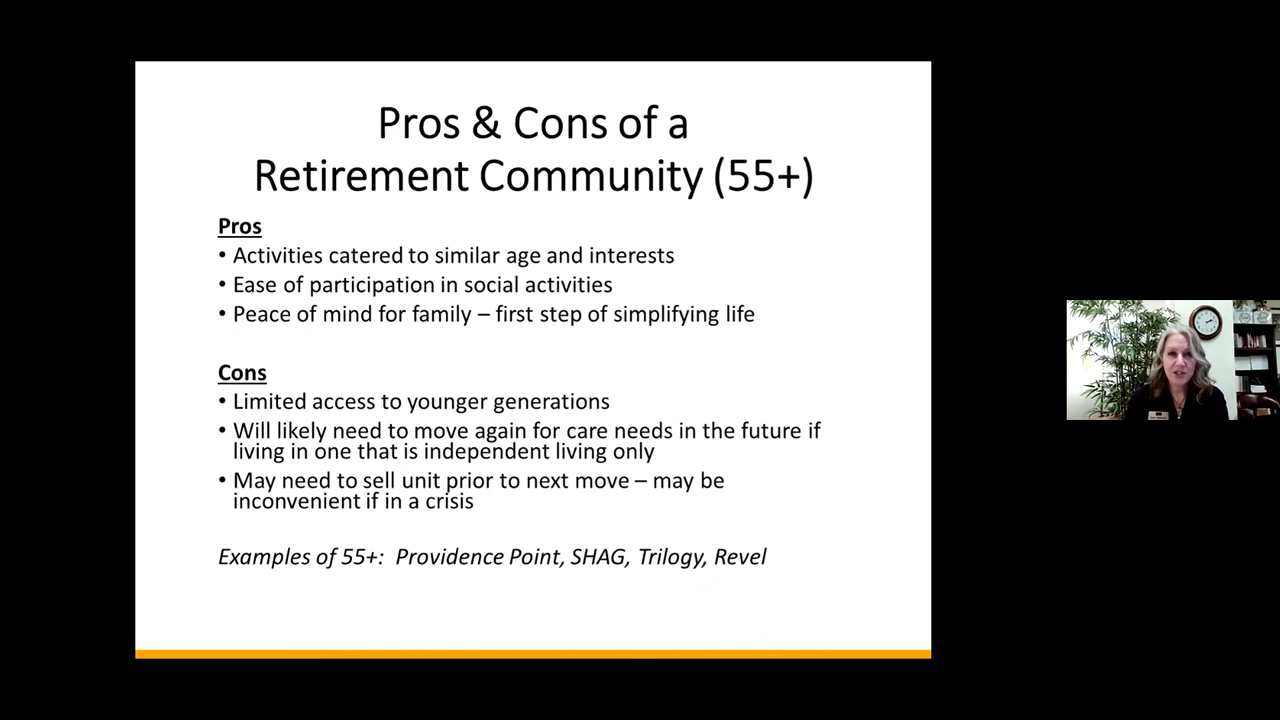 Pros & Cons of a
Retirement Community (55+)
Pros
• Activities catered to similar age and interests
• Ease of participation in social activities
• Peace of mind for family – first step of simplifying life
Cons
• Limited access to younger generations
• Will likely need to move again for care needs in the future if
living in one that is independent living only
• May need to sell unit prior to next move – may be
inconvenient if in a crisis
Examples of 55+: Providence Point, SHAG, Trilogy, Revel